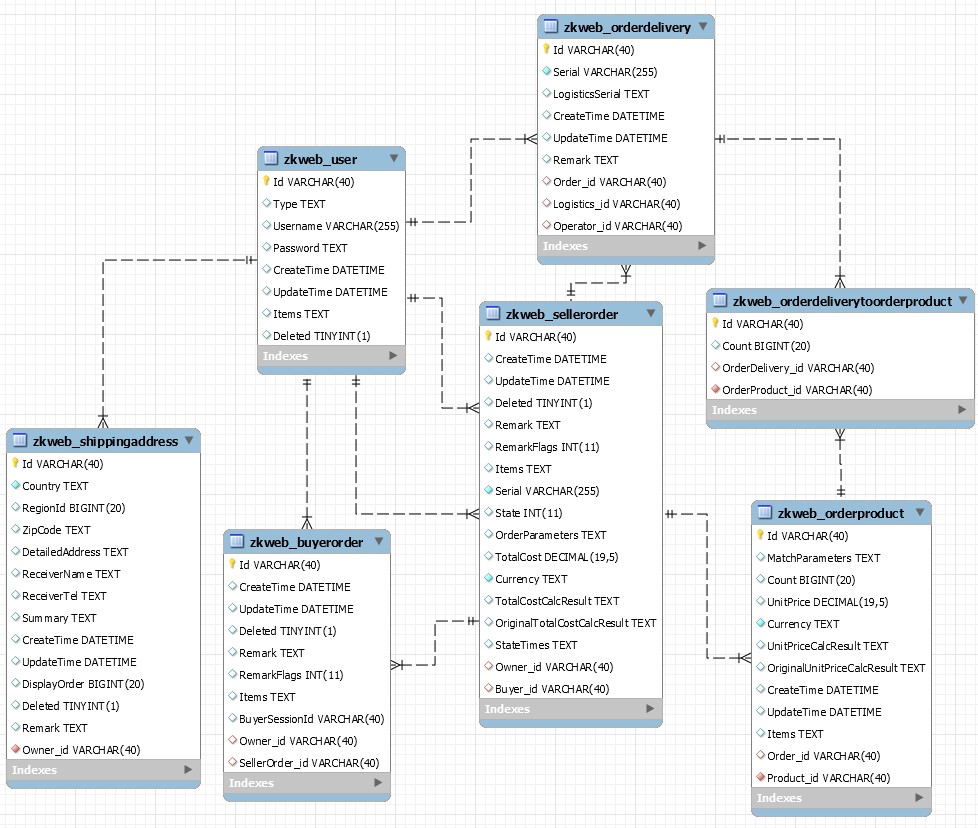 zkweb_orderdelivery
Id VARCHAR(40)
Serial VARCHAR(255)
LogisticsSerial TEXT
CreateTime DATETIME
UpdateTime DATETIME
Remark TEXT
Order_id VARCHAR(40)
Logistics_id VARCHAR(40)
Operator_id VARCHAR(40)
Indexes
zkweb_user
Id VARCHAR(40)
Type TEXT
Username VARCHAR(255)
Password TEXT
CreateTime DATETIME
UpdateTime DATETIME
Items TEXT
Deleted TINYINT(1)
Indexes
zkweb_sellerorder
Id VARCHAR(40)
CreateTime DATETIME
UpdateTime DATETIME
Deleted TINYINT(1)
Remark TEXT
RemarkFlags INT(11)
Items TEXT
Serial VARCHAR(255)
State INT(11)
OrderParameters TEXT
TotalCost DECIMAL(19,5)
Currency TEXT
TotalCostCalcResult TEXT
OriginalTotalCostCalcResult TEXT
StateTimes TEXT
Owner_id VARCHAR(40)
Buyer_id VARCHAR(40)
Indexes
zkweb_orderdeliverytoorderproduct
Id VARCHAR(40)
Count BIGINT(20)
OrderDelivery_id VARCHAR(40)
OrderProduct_id VARCHAR(40)
Indexes
zkweb_shippingaddress
Id VARCHAR(40)
Country TEXT
RegionId BIGINT(20)
ZipCode TEXT
DetailedAddress TEXT
ReceiverName TEXT
ReceiverTel TEXT
Summary TEXT
CreateTime DATETIME
UpdateTime DATETIME
DisplayOrder BIGINT(20)
Deleted TINYINT(1)
Remark TEXT
Owner_id VARCHAR(40)
Indexes
zkweb_buyerorder
Id VARCHAR(40)
CreateTime DATETIME
UpdateTime DATETIME
Deleted TINYINT(1)
Remark TEXT
RemarkFlags INT(11)
Items TEXT
BuyerSessionId VARCHAR(40)
Owner_id VARCHAR(40)
SellerOrder_id VARCHAR(40)
Indexes
zkweb_orderproduct
Id VARCHAR(40)
MatchParameters TEXT
Count BIGINT(20)
UnitPrice DECIMAL(19,5)
Currency TEXT
UnitPriceCalcResult TEXT
OriginalUnitPriceCalcResult TEXT
CreateTime DATETIME
UpdateTime DATETIME
Items TEXT
Order_id VARCHAR(40)
Product_id VARCHAR(40)
Indexes